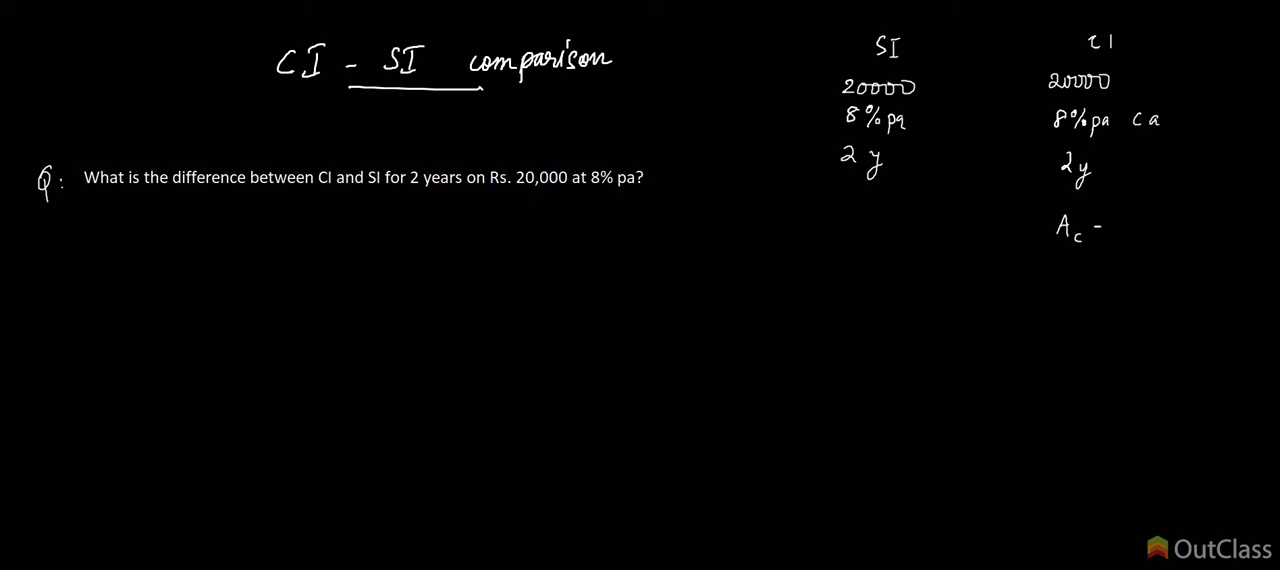 CI - SI comparison
Q: What is the difference between CI and SI for 2 years on Rs. 20,000 at 8% pa?
SI
20000
8% pa
2 y
CI
20000
8% pa ca
2y
Ac -
OutClass